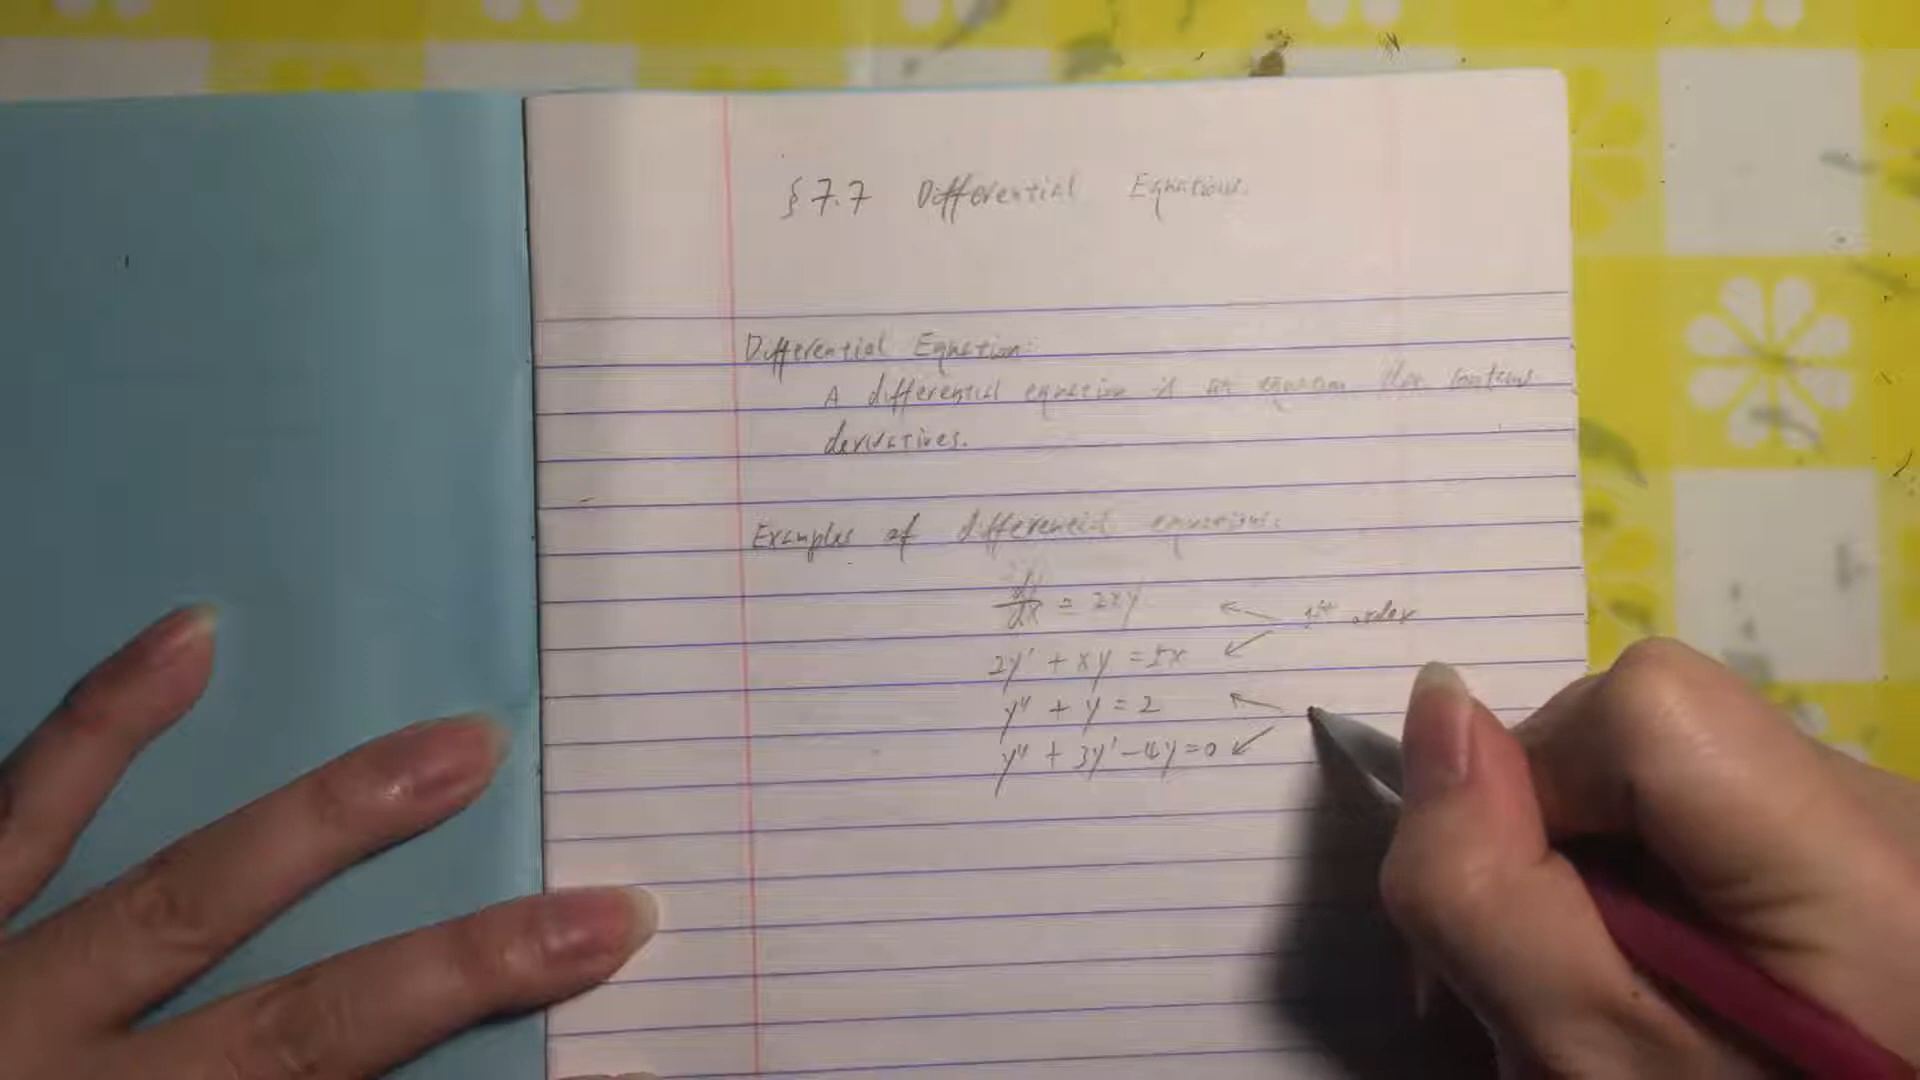 § 7.7 Differential Equations.
Differential Equation:
A differential equation is an equation that contains
derivatives.
Examples of differential equations:
dy/dx = 2xy
1st order
2y' + xy = 5x
y'' + y = 2
y'' + 3y' - 4y = 0